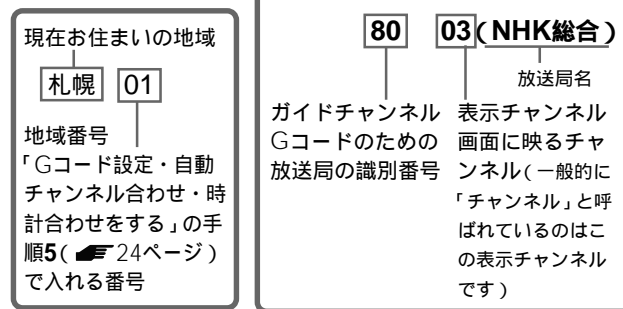 現在お住まいの地域
札幌 01
地域番号
「Gコード設定・自動
チャンネル合わせ・時
計合わせをする」の手
順5(☛24ページ)
で入れる番号
80 03(NHK総合)
放送局名
ガイドチャンネル
Gコードのための
放送局の識別番号
表示チャンネル
画面に映るチャ
ンネル(一般的に
「チャンネル」と呼
ばれているのはこ
の表示チャンネル
です)